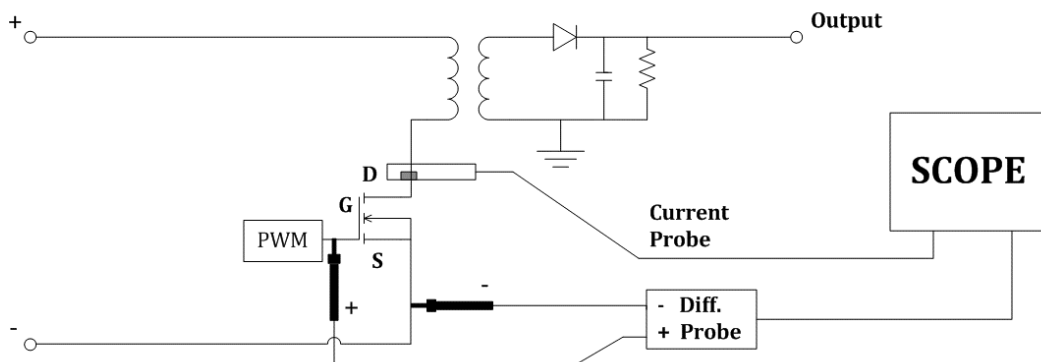 +
Output
D
SCOPE
G
Current
Probe
PWM
S
-
+
- Diff.
+ Probe
-